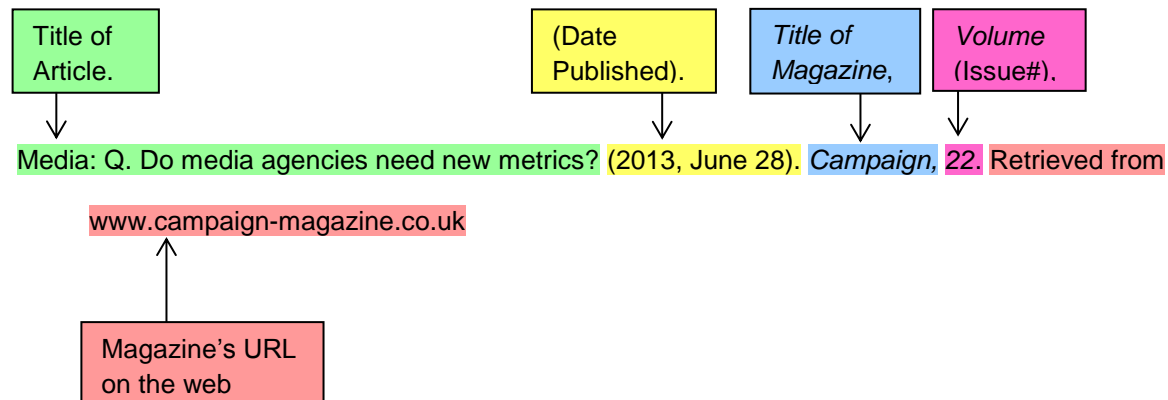 Title of
Article.
(Date
Published).
Title of
Magazine,
Volume
(Issue#).
Media: Q. Do media agencies need new metrics? (2013, June 28). Campaign, 22. Retrieved from
www.campaign-magazine.co.uk
Magazine’s URL
on the web